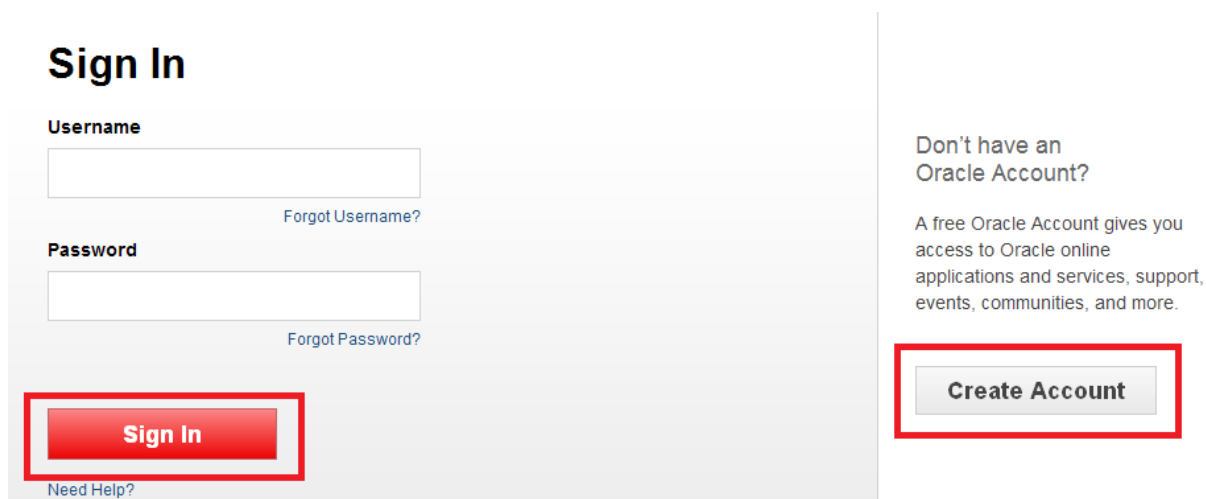 Sign In
Username
Forgot Username?
Password
Forgot Password?
Sign In
Need Help?
Don't have an
Oracle Account?
A free Oracle Account gives you
access to Oracle online
applications and services, support,
events, communities, and more.
Create Account